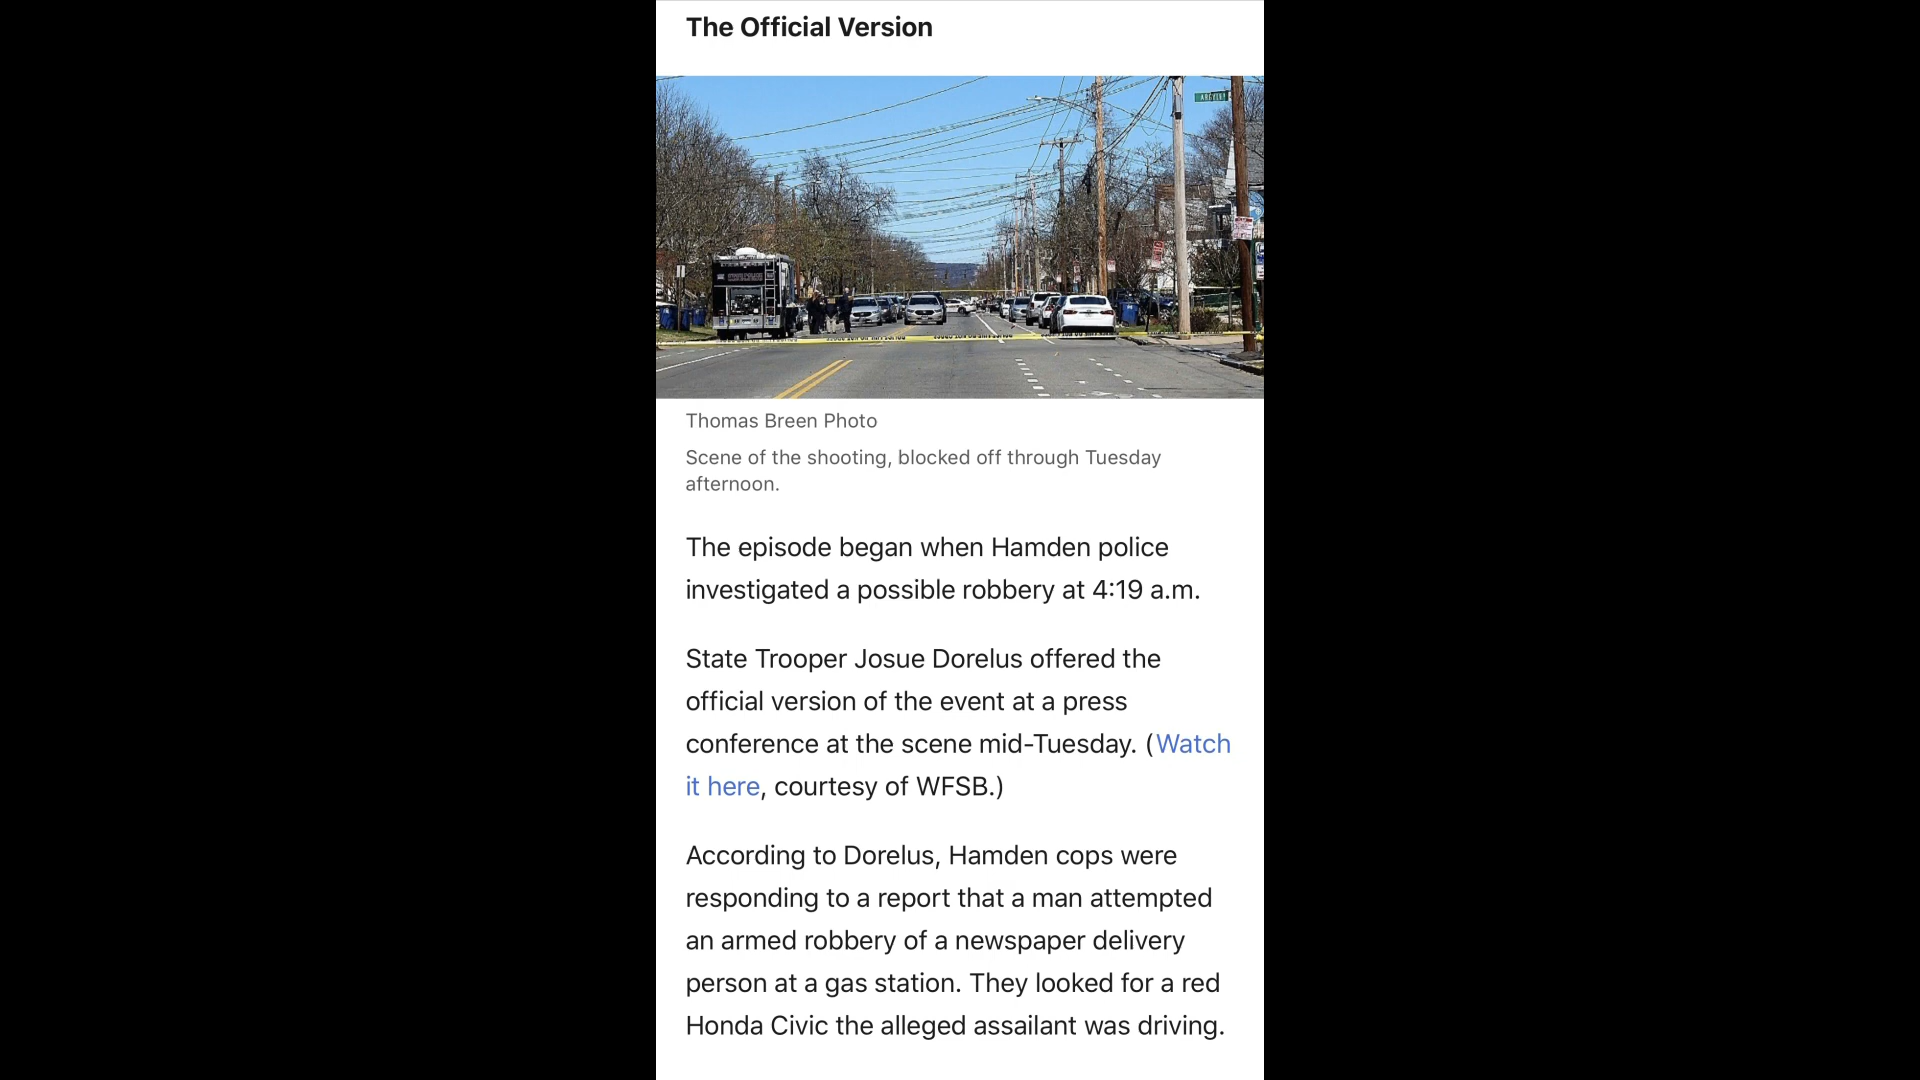 The Official Version
STATE POLICE
Thomas Breen Photo
Scene of the shooting, blocked off through Tuesday
afternoon.
The episode began when Hamden police
investigated a possible robbery at 4:19 a.m.
State Trooper Josue Dorelus offered the
official version of the event at a press
conference at the scene mid-Tuesday. (Watch
it here, courtesy of WFSB.)
According to Dorelus, Hamden cops were
responding to a report that a man attempted
an armed robbery of a newspaper delivery
person at a gas station. They looked for a red
Honda Civic the alleged assailant was driving.